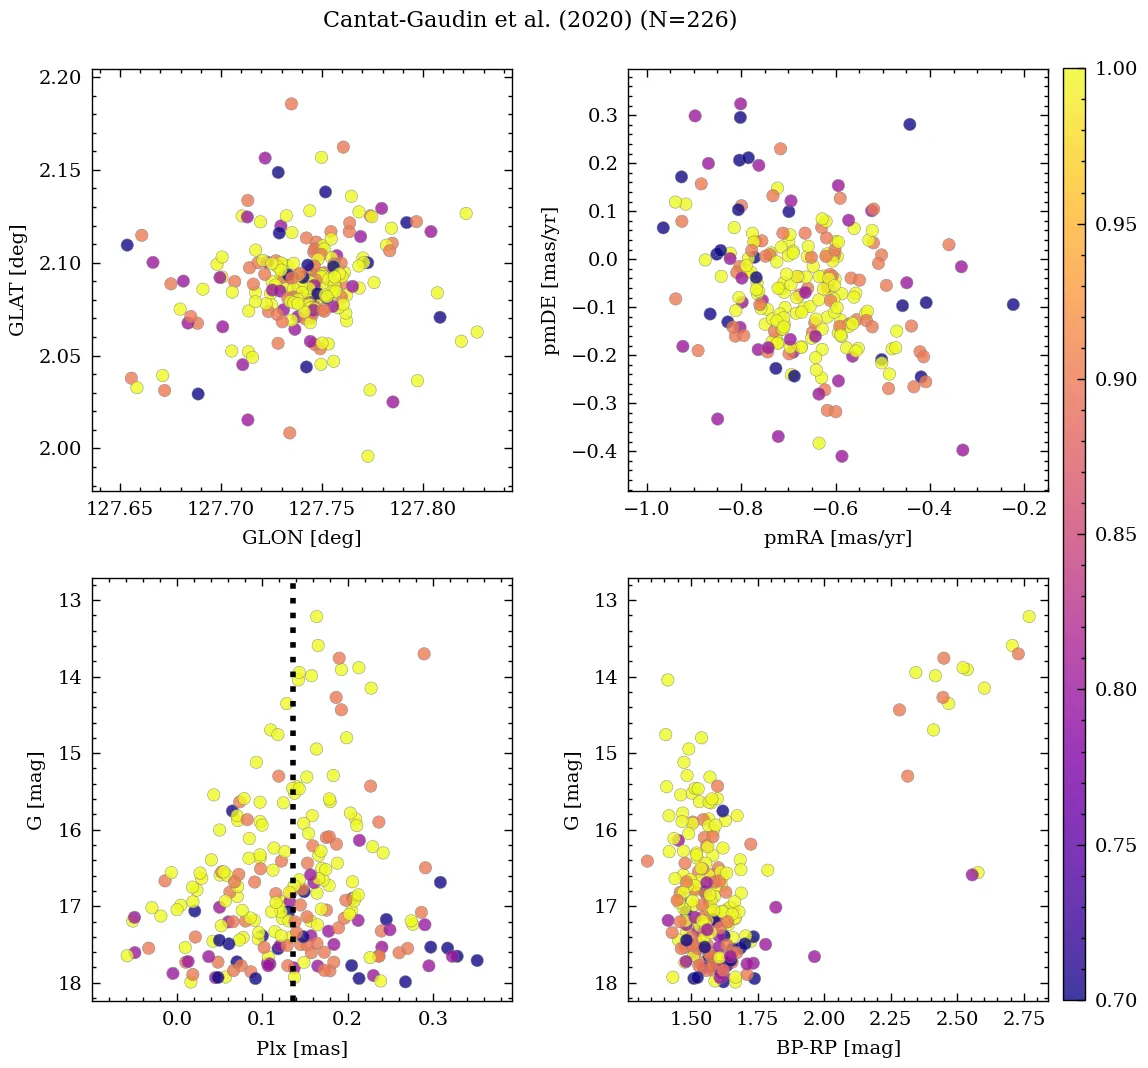 Cantat-Gaudin et al. (2020) (N=226)
2.20
2.15
2.10
2.05
2.00
GLAT [deg]
127.65 127.70 127.75 127.80
GLON [deg]
0.3
0.2
0.1
0.0
−0.1
−0.2
−0.3
−0.4
pmDE [mas/yr]
−1.0 −0.8 −0.6 −0.4 −0.2
pmRA [mas/yr]
13
14
15
16
17
18
G [mag]
0.0 0.1 0.2 0.3
Plx [mas]
13
14
15
16
17
18
G [mag]
1.50 1.75 2.00 2.25 2.50 2.75
BP-RP [mag]
1.00
0.95
0.90
0.85
0.80
0.75
0.70